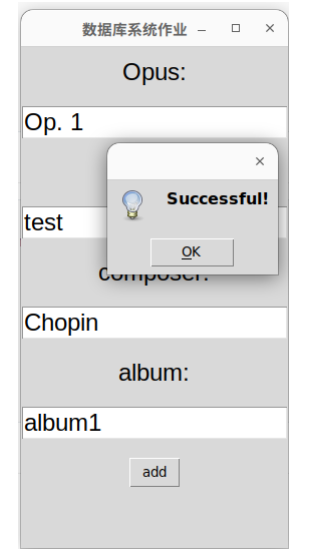 数据库系统作业
Opus:
Op. 1
Successful!
OK
test
composer:
Chopin
album:
album1
add